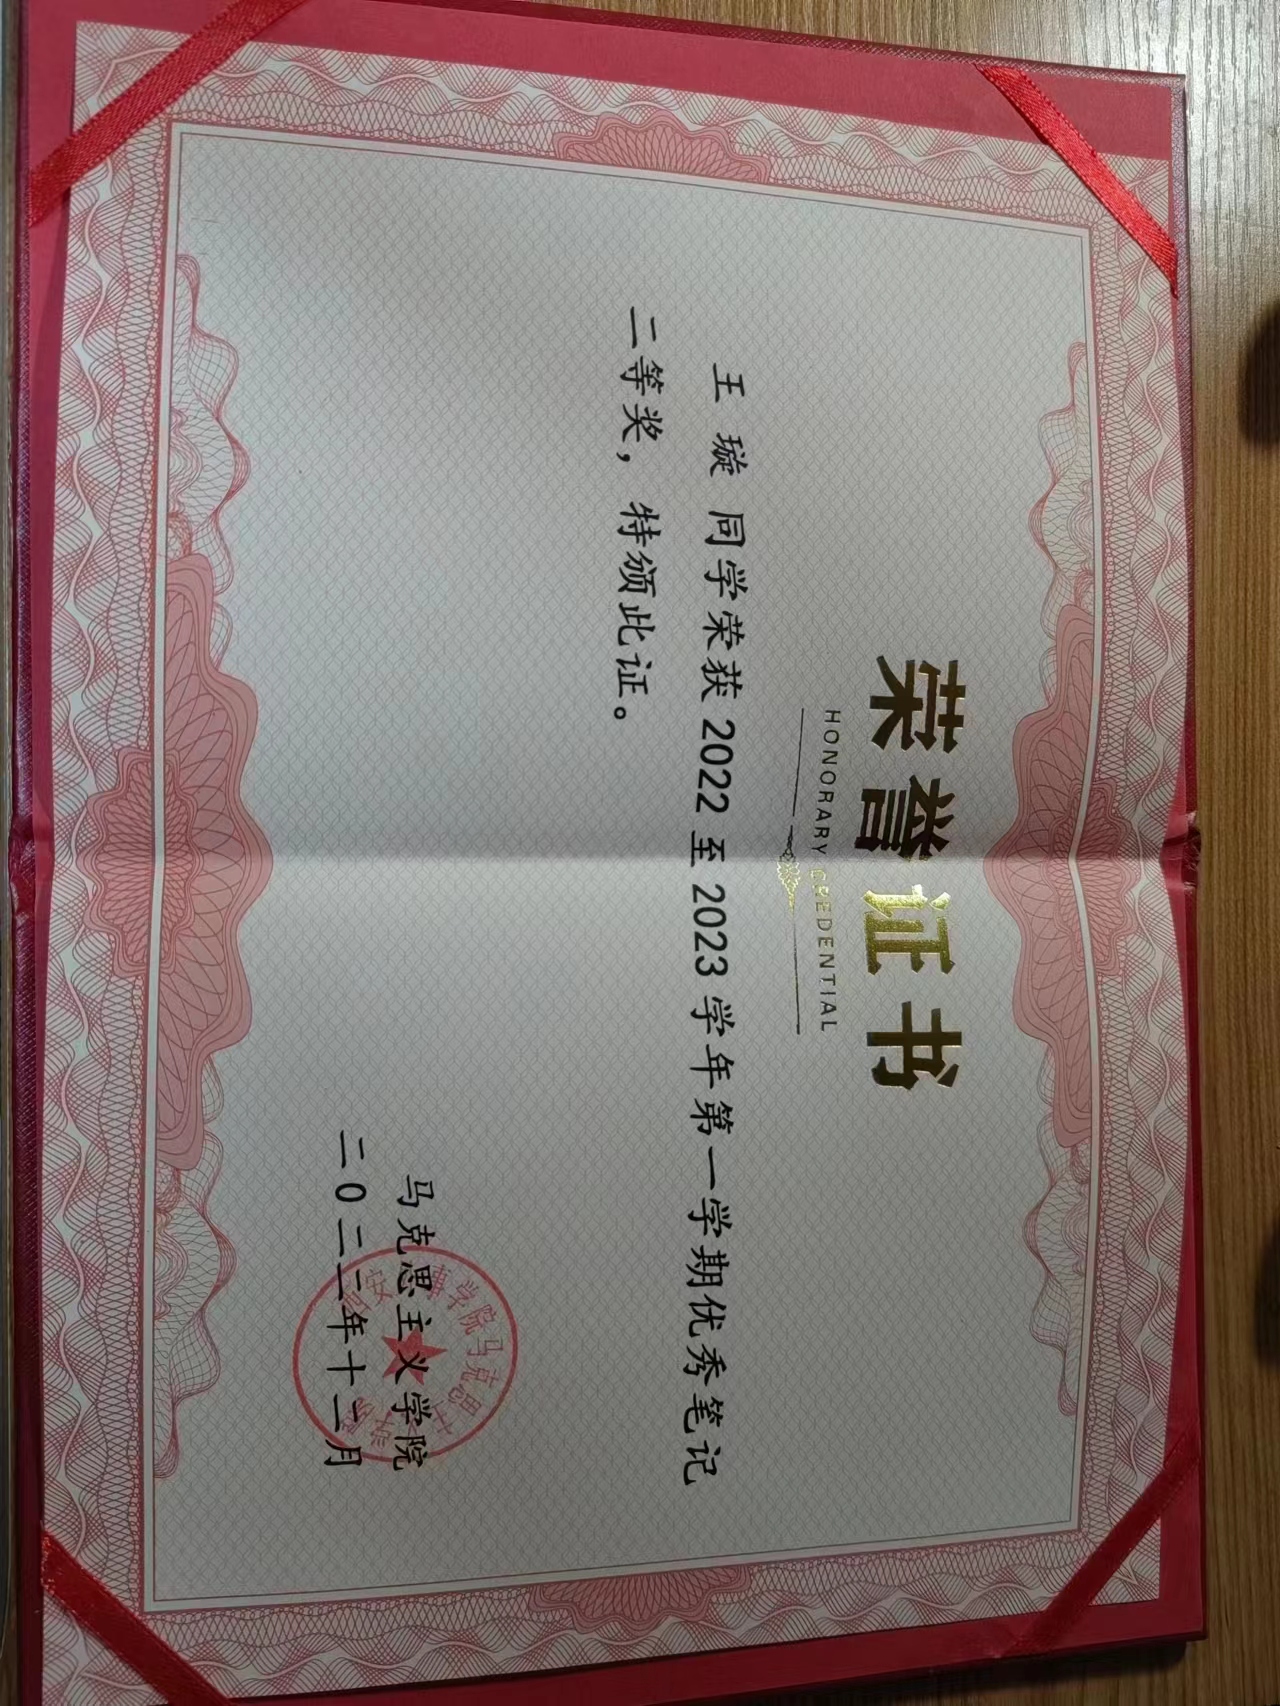 荣誉证书
HONORARY CREDENTIAL
王 璇 同学荣获 2022 至 2023 学年第一学期优秀笔记
二等奖，特颁此证。
马克思主义学院
二〇二二年十二月